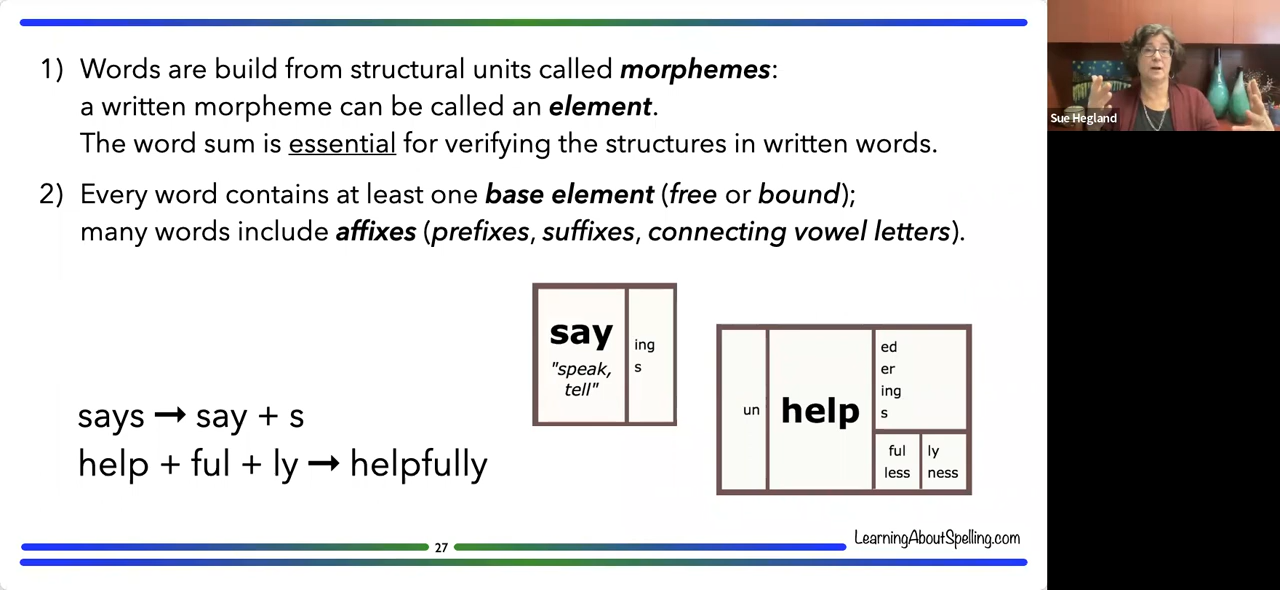 1) Words are build from structural units called morphemes:
a written morpheme can be called an element.
The word sum is essential for verifying the structures in written words.
2) Every word contains at least one base element (free or bound);
many words include affixes (prefixes, suffixes, connecting vowel letters).
say
"speak,
tell"
ing
s
un
help
ed
er
ing
s
ful
less
ly
ness
says → say + s
help + ful + ly → helpfully
27
LearningAboutSpelling.com
Sue Hegland